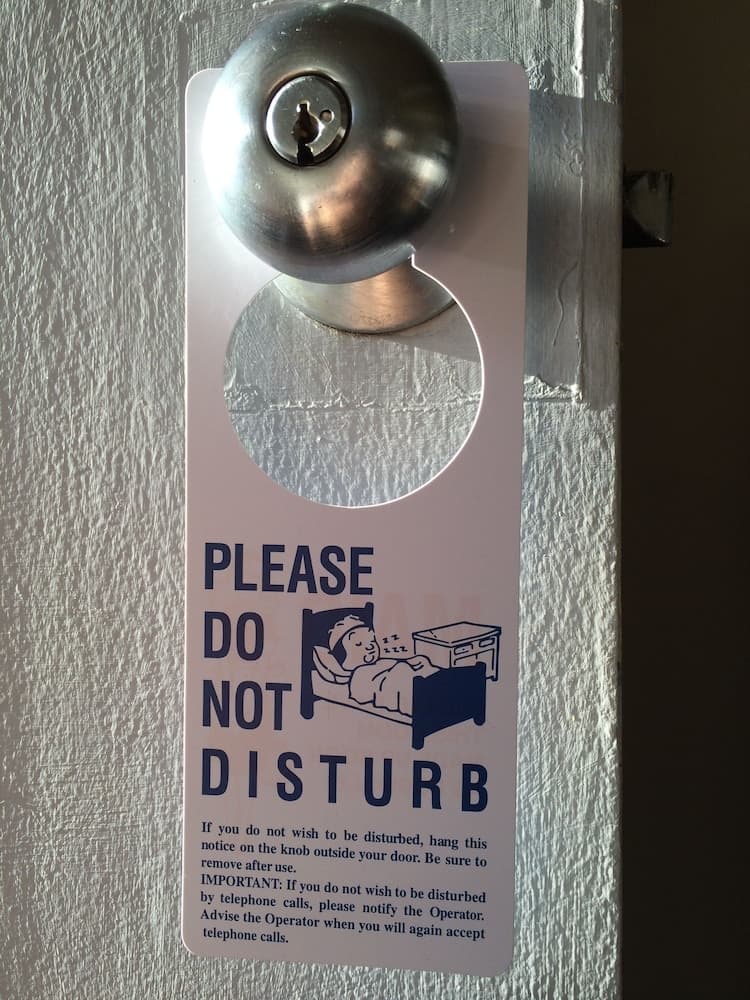 PLEASE
DO
NOT
DISTURB
z z z
z z z
If you do not wish to be disturbed, hang this
notice on the knob outside your door. Be sure to
remove after use.
IMPORTANT: If you do not wish to be disturbed
by telephone calls, please notify the Operator.
Advise the Operator when you will again accept
telephone calls.